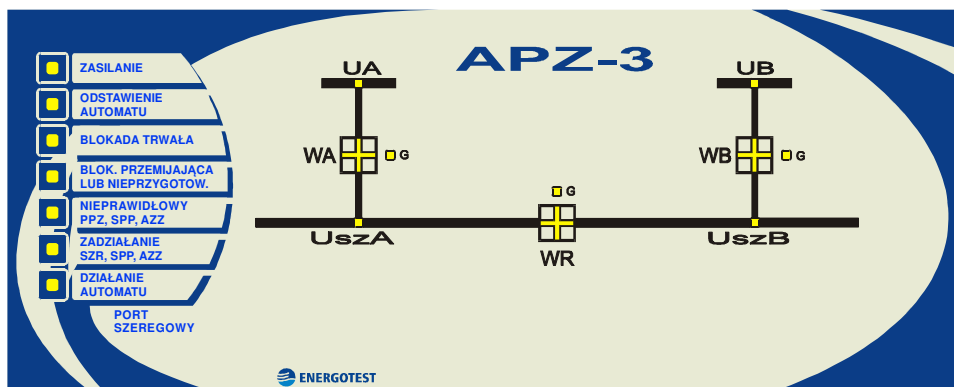 APZ-3
ZASILANIE
ODSTAWIENIE
AUTOMATU
BLOKADA TRWAŁA
BLOK. PRZEMIJAJĄCA
LUB NIEPRZYGOTOW.
NIEPRAWIDŁOWY
PPZ, SPP, AZZ
ZADZIAŁANIE
SZR, SPP, AZZ
DZIAŁANIE
AUTOMATU
PORT
SZEREGOWY
UA
UB
WA
G
WB
G
G
UszA
WR
UszB
ENERGOTEST